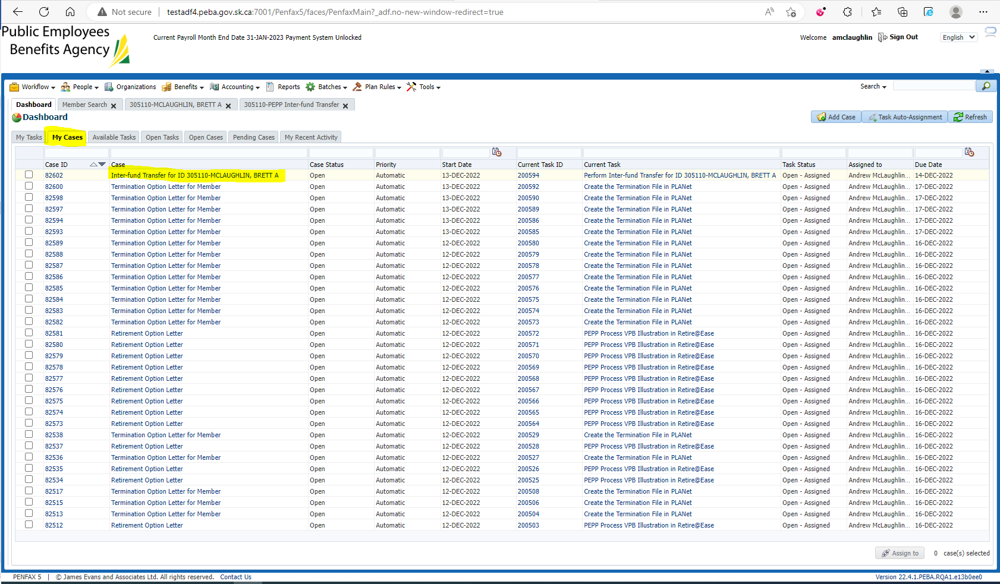 Not secure | testadf4.peba.gov.sk.ca:7001/Penfax5/faces/PenfaxMain?_adf.no-new-window-redirect=true
Public Employees
Benefits Agency
Current Payroll Month End Date 31-JAN-2023 Payment System Unlocked
Welcome amclaughlin Sign Out English
Workflow People Organizations Benefits Accounting Reports Batches Plan Rules Tools Search
Dashboard Member Search 305110-MCLAUGHLIN, BRETT A 305110-PEPP Inter-fund Transfer
Dashboard Add Case Task Auto-Assignment Refresh
My Tasks My Cases Available Tasks Open Tasks Open Cases Pending Cases My Recent Activity
Case ID Case Case Status Priority Start Date Current Task ID Current Task Task Status Assigned to Due Date
82602 Inter-fund Transfer for ID 305110-MCLAUGHLIN, BRETT A Open Automatic 13-DEC-2022 200594 Perform Inter-fund Transfer for ID 305110-MCLAUGHLIN, BRETT A Open - Assigned Andrew McLaughlin... 14-DEC-2022
82600 Termination Option Letter for Member Open Automatic 13-DEC-2022 200592 Create the Termination File in PLANet Open - Assigned Andrew McLaughlin... 17-DEC-2022
82598 Termination Option Letter for Member Open Automatic 13-DEC-2022 200590 Create the Termination File in PLANet Open - Assigned Andrew McLaughlin... 17-DEC-2022
82597 Termination Option Letter for Member Open Automatic 13-DEC-2022 200589 Create the Termination File in PLANet Open - Assigned Andrew McLaughlin... 17-DEC-2022
82594 Termination Option Letter for Member Open Automatic 13-DEC-2022 200586 Create the Termination File in PLANet Open - Assigned Andrew McLaughlin... 17-DEC-2022
82593 Termination Option Letter for Member Open Automatic 13-DEC-2022 200585 Create the Termination File in PLANet Open - Assigned Andrew McLaughlin... 17-DEC-2022
82589 Termination Option Letter for Member Open Automatic 12-DEC-2022 200580 Create the Termination File in PLANet Open - Assigned Andrew McLaughlin... 16-DEC-2022
82588 Termination Option Letter for Member Open Automatic 12-DEC-2022 200579 Create the Termination File in PLANet Open - Assigned Andrew McLaughlin... 16-DEC-2022
82587 Termination Option Letter for Member Open Automatic 12-DEC-2022 200578 Create the Termination File in PLANet Open - Assigned Andrew McLaughlin... 16-DEC-2022
82586 Termination Option Letter for Member Open Automatic 12-DEC-2022 200577 Create the Termination File in PLANet Open - Assigned Andrew McLaughlin... 16-DEC-2022
82585 Termination Option Letter for Member Open Automatic 12-DEC-2022 200576 Create the Termination File in PLANet Open - Assigned Andrew McLaughlin... 16-DEC-2022
82584 Termination Option Letter for Member Open Automatic 12-DEC-2022 200575 Create the Termination File in PLANet Open - Assigned Andrew McLaughlin... 16-DEC-2022
82583 Termination Option Letter for Member Open Automatic 12-DEC-2022 200574 Create the Termination File in PLANet Open - Assigned Andrew McLaughlin... 16-DEC-2022
82582 Termination Option Letter for Member Open Automatic 12-DEC-2022 200573 Create the Termination File in PLANet Open - Assigned Andrew McLaughlin... 16-DEC-2022
82581 Retirement Option Letter Open Automatic 12-DEC-2022 200572 PEPP Process VPB Illustration in Retire@Ease Open - Assigned Andrew McLaughlin... 16-DEC-2022
82580 Retirement Option Letter Open Automatic 12-DEC-2022 200571 PEPP Process VPB Illustration in Retire@Ease Open - Assigned Andrew McLaughlin... 16-DEC-2022
82579 Retirement Option Letter Open Automatic 12-DEC-2022 200570 PEPP Process VPB Illustration in Retire@Ease Open - Assigned Andrew McLaughlin... 16-DEC-2022
82578 Retirement Option Letter Open Automatic 12-DEC-2022 200569 PEPP Process VPB Illustration in Retire@Ease Open - Assigned Andrew McLaughlin... 16-DEC-2022
82577 Retirement Option Letter Open Automatic 12-DEC-2022 200568 PEPP Process VPB Illustration in Retire@Ease Open - Assigned Andrew McLaughlin... 16-DEC-2022
82576 Retirement Option Letter Open Automatic 12-DEC-2022 200567 PEPP Process VPB Illustration in Retire@Ease Open - Assigned Andrew McLaughlin... 16-DEC-2022
82575 Retirement Option Letter Open Automatic 12-DEC-2022 200566 PEPP Process VPB Illustration in Retire@Ease Open - Assigned Andrew McLaughlin... 16-DEC-2022
82574 Retirement Option Letter Open Automatic 12-DEC-2022 200565 PEPP Process VPB Illustration in Retire@Ease Open - Assigned Andrew McLaughlin... 16-DEC-2022
82573 Retirement Option Letter Open Automatic 12-DEC-2022 200564 PEPP Process VPB Illustration in Retire@Ease Open - Assigned Andrew McLaughlin... 16-DEC-2022
82538 Termination Option Letter for Member Open Automatic 12-DEC-2022 200529 Create the Termination File in PLANet Open - Assigned Andrew McLaughlin... 16-DEC-2022
82537 Retirement Option Letter Open Automatic 12-DEC-2022 200528 PEPP Process VPB Illustration in Retire@Ease Open - Assigned Andrew McLaughlin... 16-DEC-2022
82536 Termination Option Letter for Member Open Automatic 12-DEC-2022 200527 Create the Termination File in PLANet Open - Assigned Andrew McLaughlin... 16-DEC-2022
82535 Retirement Option Letter Open Automatic 12-DEC-2022 200526 PEPP Process VPB Illustration in Retire@Ease Open - Assigned Andrew McLaughlin... 16-DEC-2022
82534 Retirement Option Letter Open Automatic 12-DEC-2022 200525 PEPP Process VPB Illustration in Retire@Ease Open - Assigned Andrew McLaughlin... 16-DEC-2022
82517 Termination Option Letter for Member Open Automatic 12-DEC-2022 200508 Create the Termination File in PLANet Open - Assigned Andrew McLaughlin... 16-DEC-2022
82515 Termination Option Letter for Member Open Automatic 12-DEC-2022 200506 Create the Termination File in PLANet Open - Assigned Andrew McLaughlin... 16-DEC-2022
82513 Termination Option Letter for Member Open Automatic 12-DEC-2022 200504 Create the Termination File in PLANet Open - Assigned Andrew McLaughlin... 16-DEC-2022
82512 Retirement Option Letter Open Automatic 12-DEC-2022 200503 PEPP Process VPB Illustration in Retire@Ease Open - Assigned Andrew McLaughlin... 16-DEC-2022
Assign to 0 case(s) selected
PENFAX 5 | © James Evans and Associates Ltd. All rights reserved. Contact Us Version 22.4.1.PEBA.RQA1.e13b0ee0